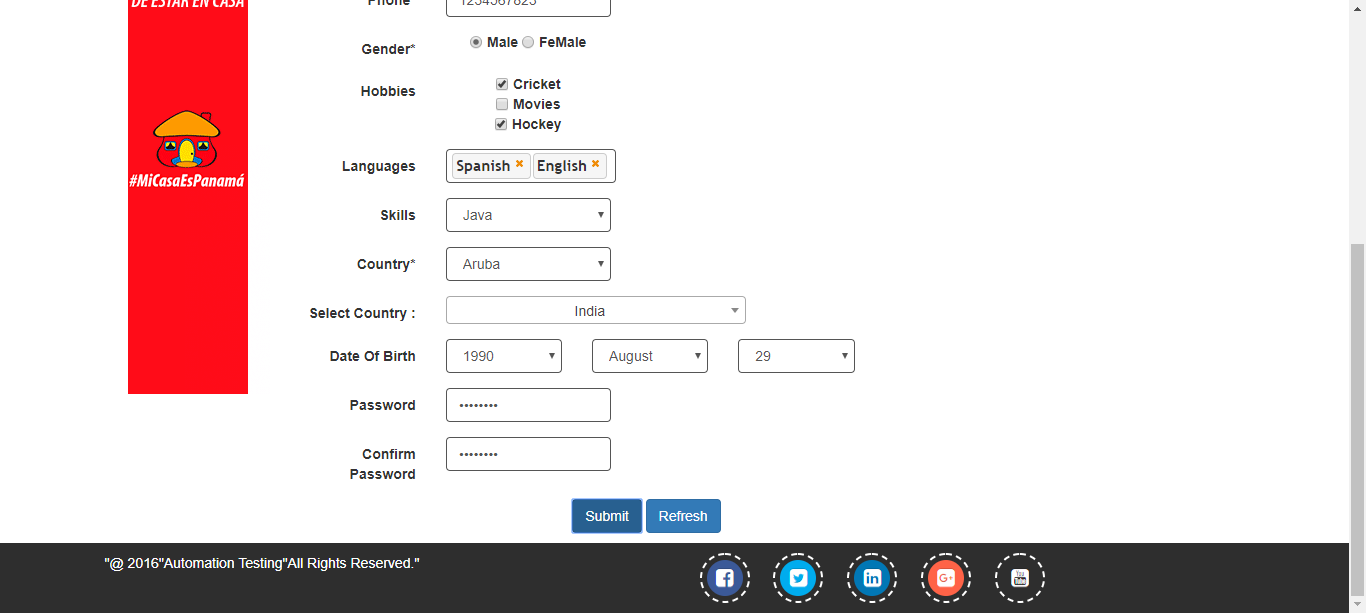 DE ESTAR EN CASA
Phone
1234567825
Gender*
Male FeMale
Hobbies
Cricket
Movies
Hockey
#MiCasaEsPanamá
Languages
Spanish English
Skills
Java
Country*
Aruba
Select Country :
India
Date Of Birth
1990 August 29
Password
••••••••
Confirm Password
••••••••
Submit Refresh
"@ 2016"Automation Testing"All Rights Reserved."
You Tube